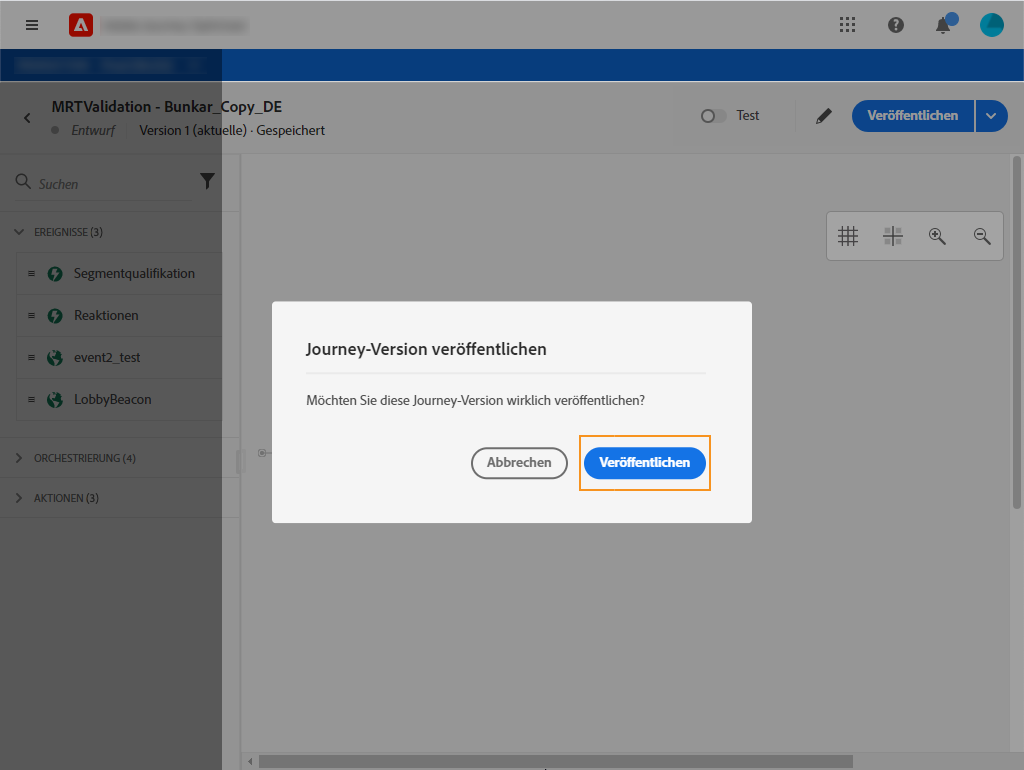 MRTValidation - Bunkar_Copy_DE
Entwurf Version 1 (aktuelle) · Gespeichert
Test
Veröffentlichen
Suchen
EREIGNISSE (3)
Segmentqualifikation
Reaktionen
event2_test
LobbyBeacon
ORCHESTRIERUNG (4)
AKTIONEN (3)
Journey-Version veröffentlichen
Möchten Sie diese Journey-Version wirklich veröffentlichen?
Abbrechen
Veröffentlichen